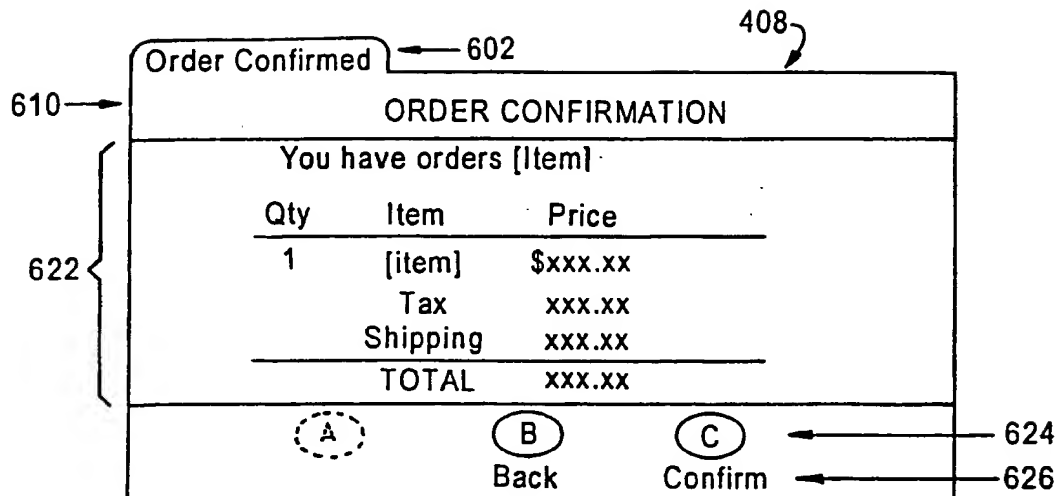 408
Order Confirmed 602
610 ORDER CONFIRMATION
You have orders [Item]
Qty Item Price
622 1 [item] $xxx.xx
Tax xxx.xx
Shipping xxx.xx
TOTAL xxx.xx
A B C 624
Back Confirm 626